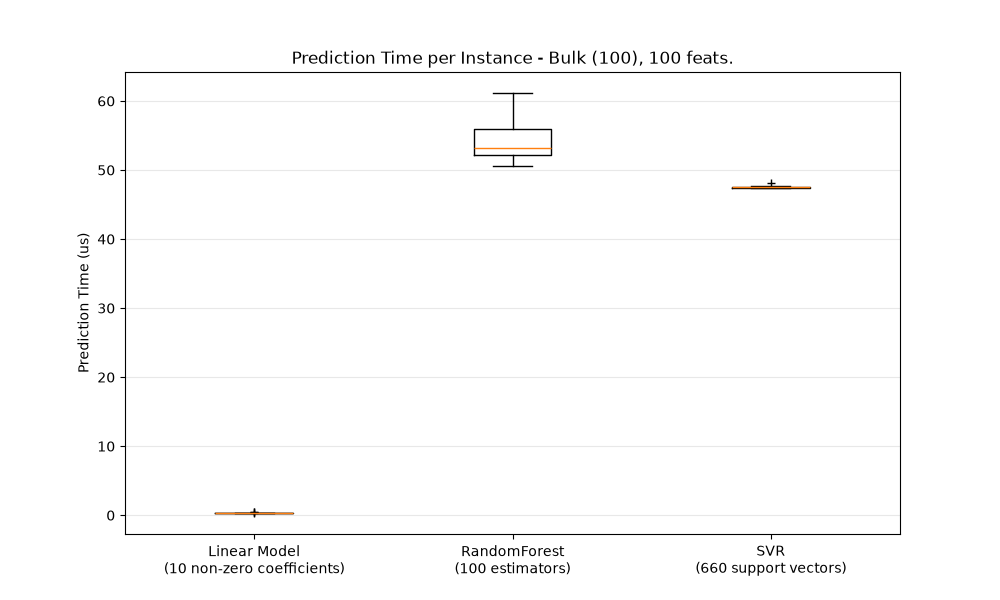 Prediction Time per Instance - Bulk (100), 100 feats.
Prediction Time (us)
60
50
40
30
20
10
0
Linear Model
(10 non-zero coefficients)
RandomForest
(100 estimators)
SVR
(660 support vectors)